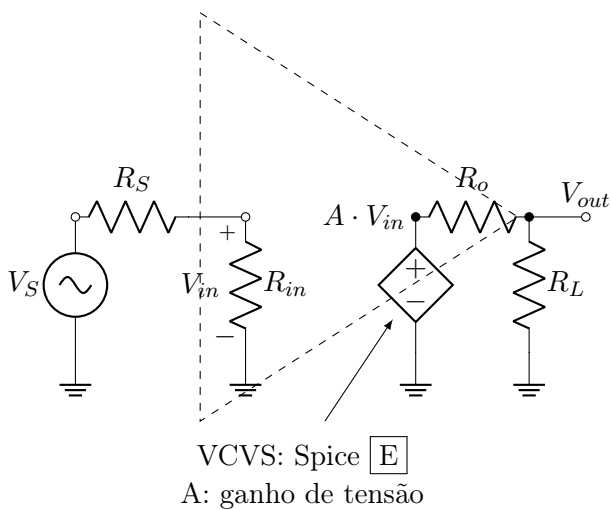 R_S
R_o
V_out
A · V_in
+
+
V_S
V_in
R_in
R_L
−
−
VCVS: Spice E
A: ganho de tensão